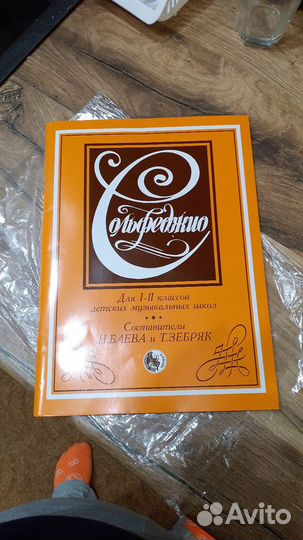 Сольфеджио
Для I-II классов
детских музыкальных школ
Составители
Н.БАЕВА и Т.ЗЕБРЯК
Avito